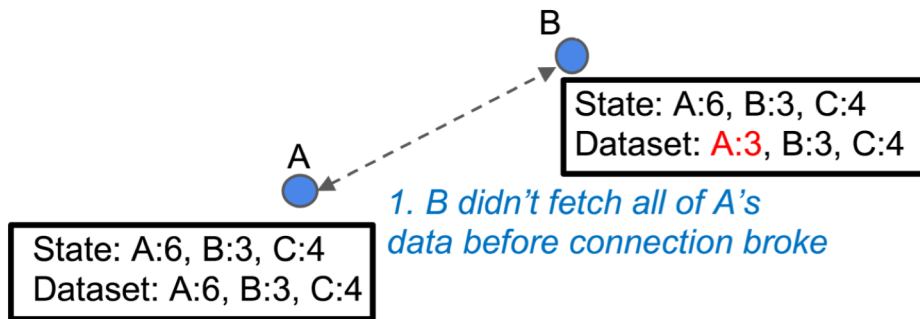 B
State: A:6, B:3, C:4
Dataset: A:3, B:3, C:4
A
1. B didn't fetch all of A's
data before connection broke
State: A:6, B:3, C:4
Dataset: A:6, B:3, C:4